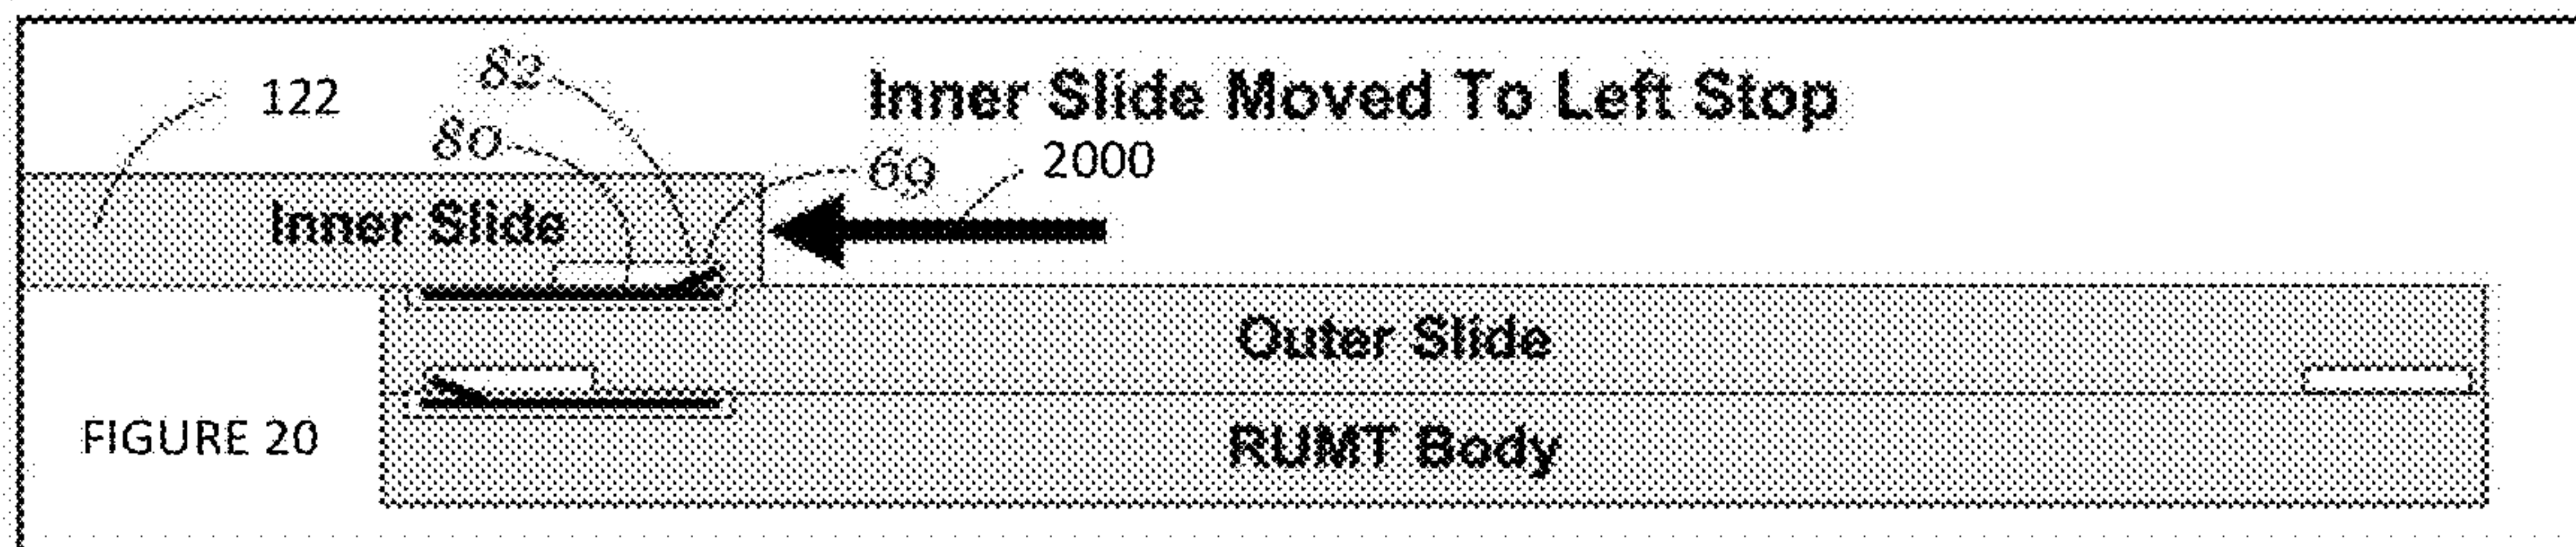 122
82
Inner Slide Moved To Left Stop
80
69
2000
Inner Slide
Outer Slide
FIGURE 20
RUMT Body